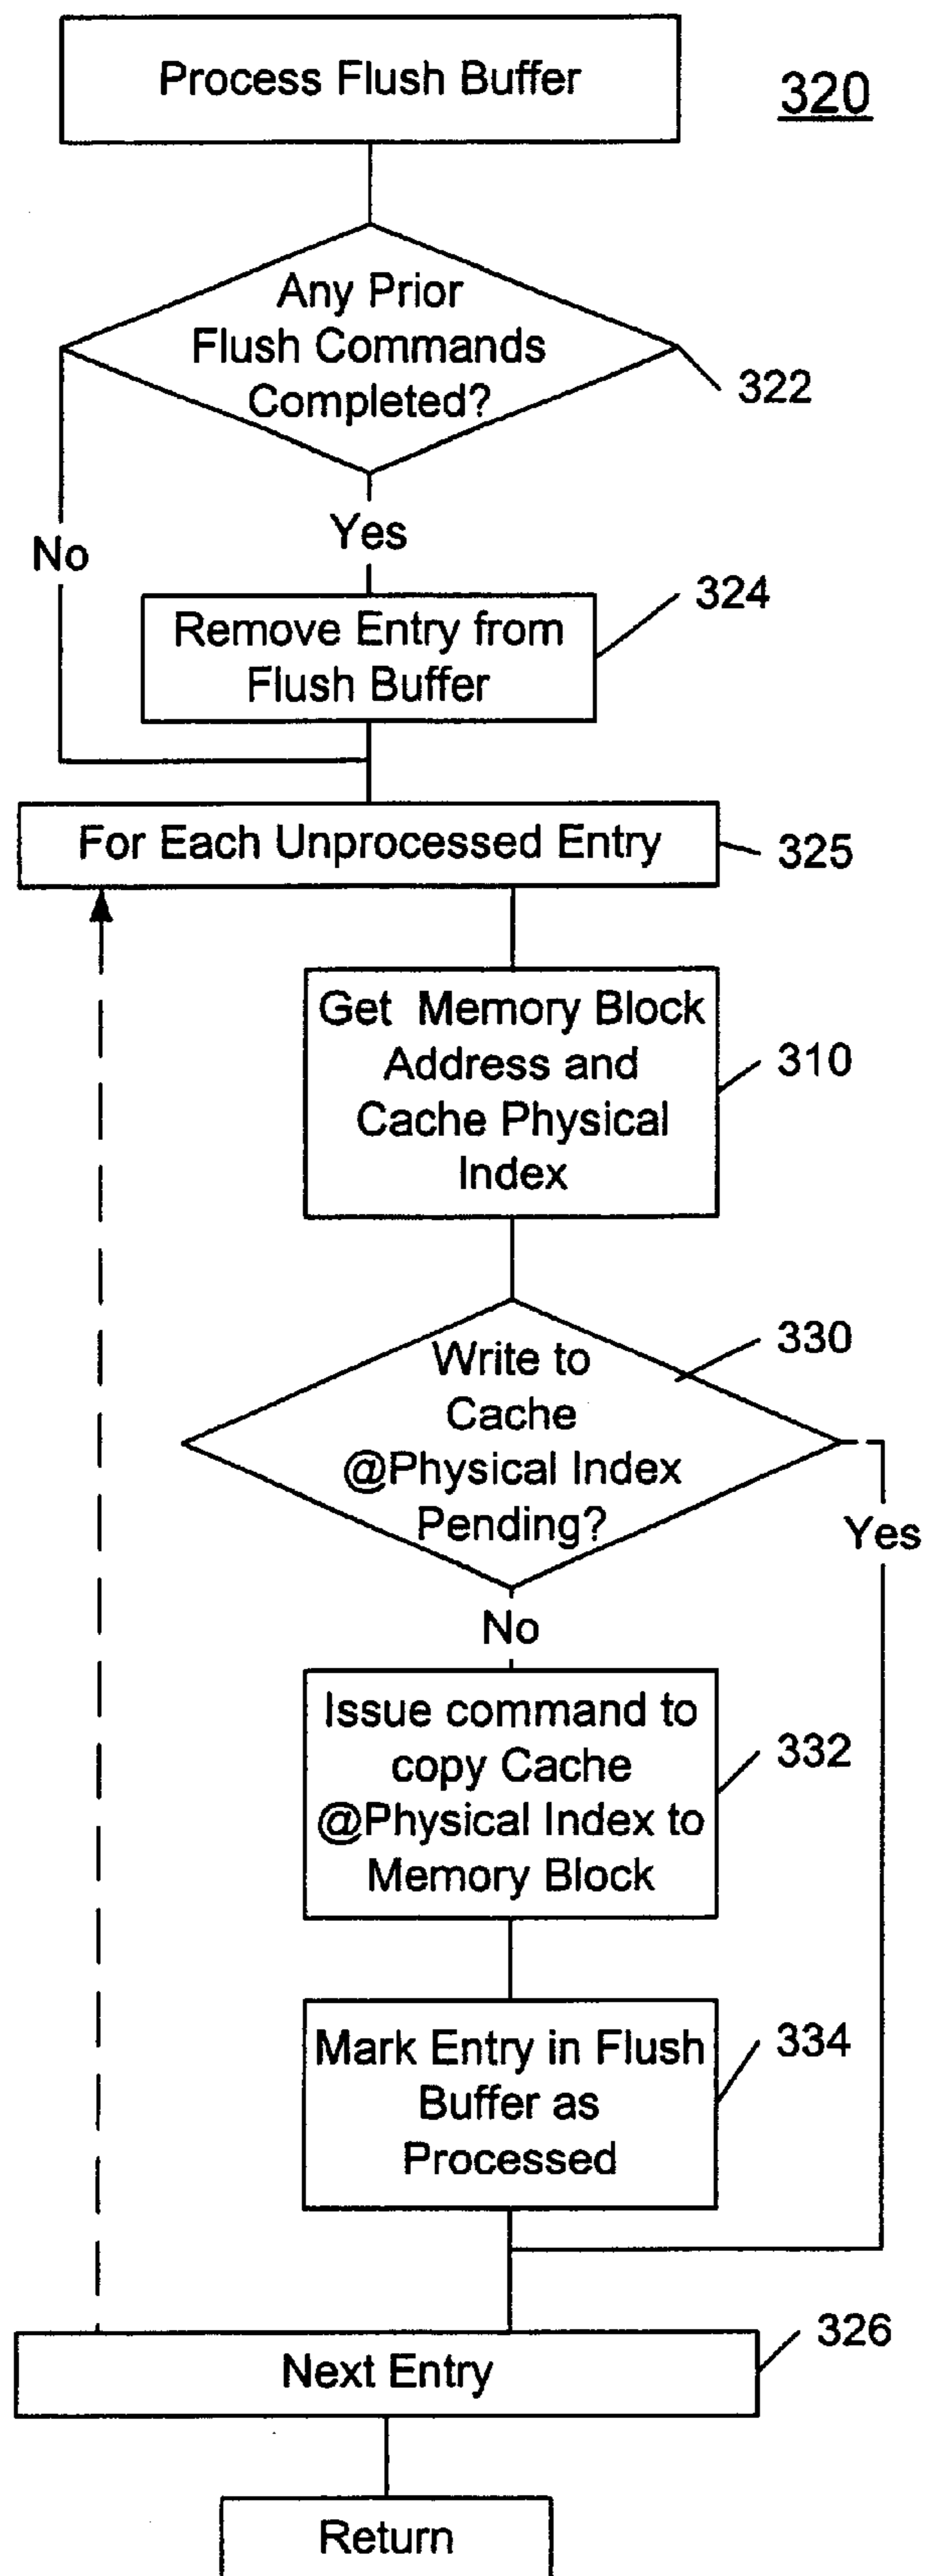 Process Flush Buffer
320
Any Prior
Flush Commands
Completed?
322
No
Yes
324
Remove Entry from
Flush Buffer
For Each Unprocessed Entry
325
Get Memory Block
Address and
Cache Physical
Index
310
330
Write to
Cache
@Physical Index
Pending?
Yes
No
Issue command to
copy Cache
@Physical Index to
Memory Block
332
Mark Entry in Flush
Buffer as
Processed
334
326
Next Entry
Return